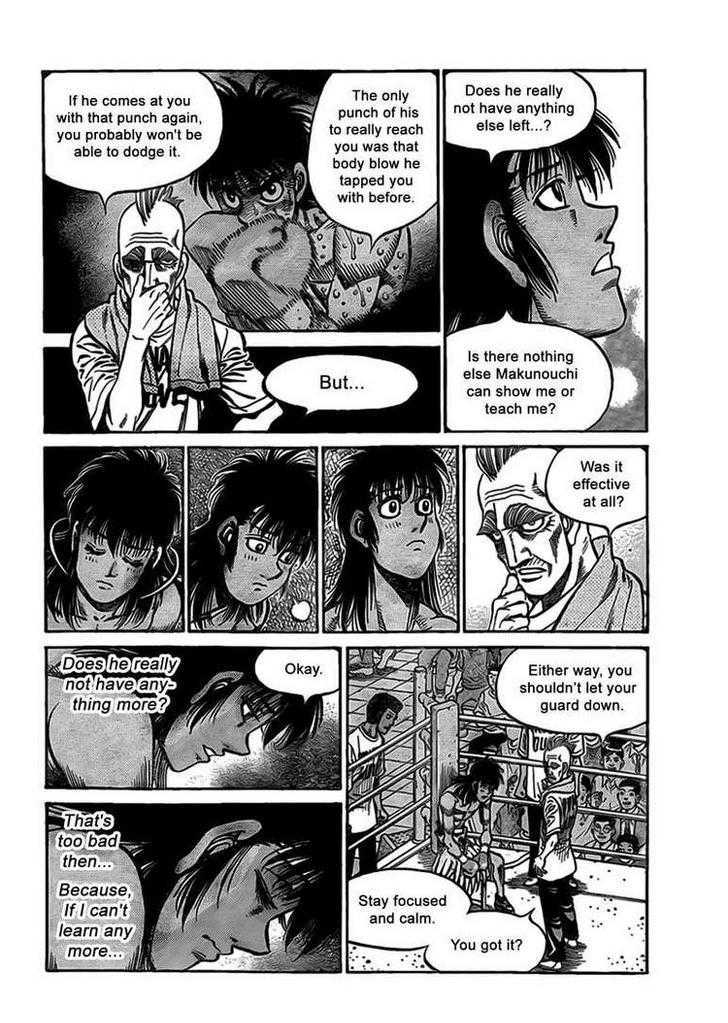 If he comes at you
with that punch again,
you probably won't be
able to dodge it.
The only
punch of his
to really reach
you was that
body blow he
tapped you
with before.
Does he really
not have anything
else left...?
Is there nothing
else Makunouchi
can show me or
teach me?
But...
Was it
effective
at all?
Does he really
not have any-
thing more?
Okay.
That's
too bad
then...
Because,
If I can't
learn any
more...
Either way, you
shouldn't let your
guard down.
Stay focused
and calm.
You got it?